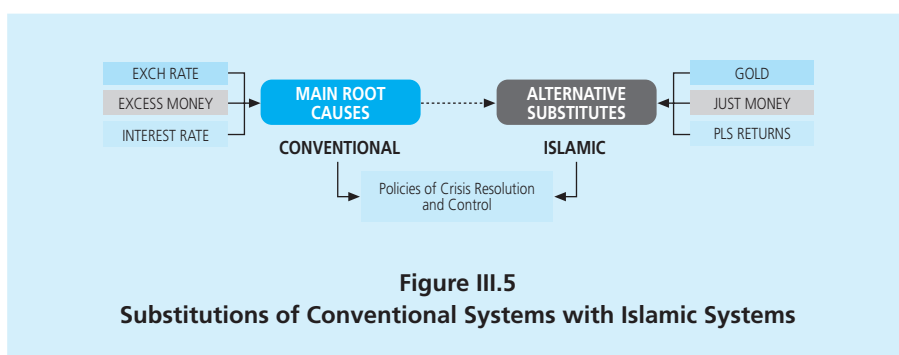 EXCH RATE
EXCESS MONEY
INTEREST RATE
MAIN ROOT
CAUSES
CONVENTIONAL
ALTERNATIVE
SUBSTITUTES
ISLAMIC
GOLD
JUST MONEY
PLS RETURNS
Policies of Crisis Resolution
and Control
Figure III.5
Substitutions of Conventional Systems with Islamic Systems